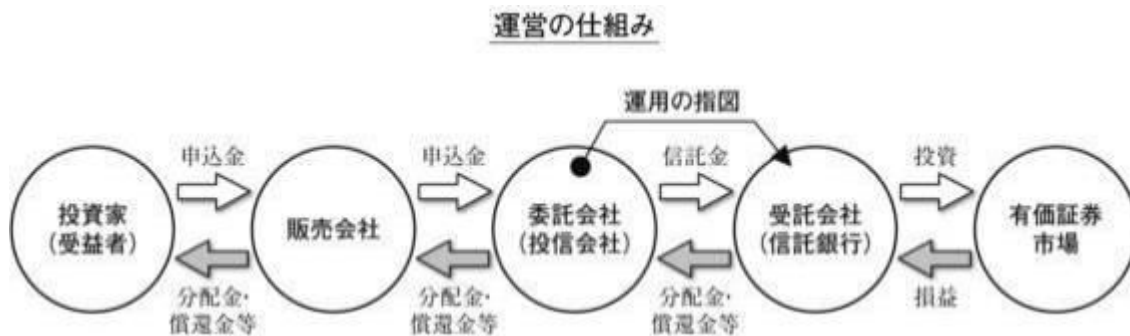 運営の仕組み
運用の指図
申込金
申込金
信託金
投資
投資家
（受益者）
販売会社
委託会社
（投信会社）
受託会社
（信託銀行）
有価証券
市場
分配金・
償還金等
分配金・
償還金等
分配金・
償還金等
損益